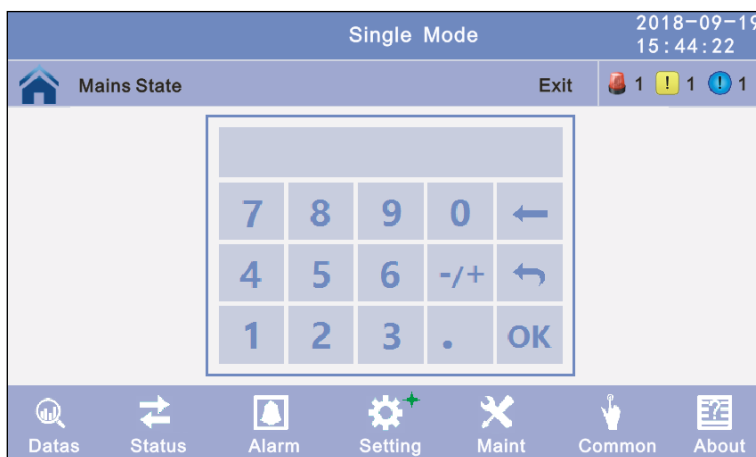 Single Mode
2018-09-19
15:44:22
Mains State
Exit
1
! 1
! 1
7 8 9 0
4 5 6 -/+
1 2 3 . OK
Datas Status Alarm Setting Maint Common About